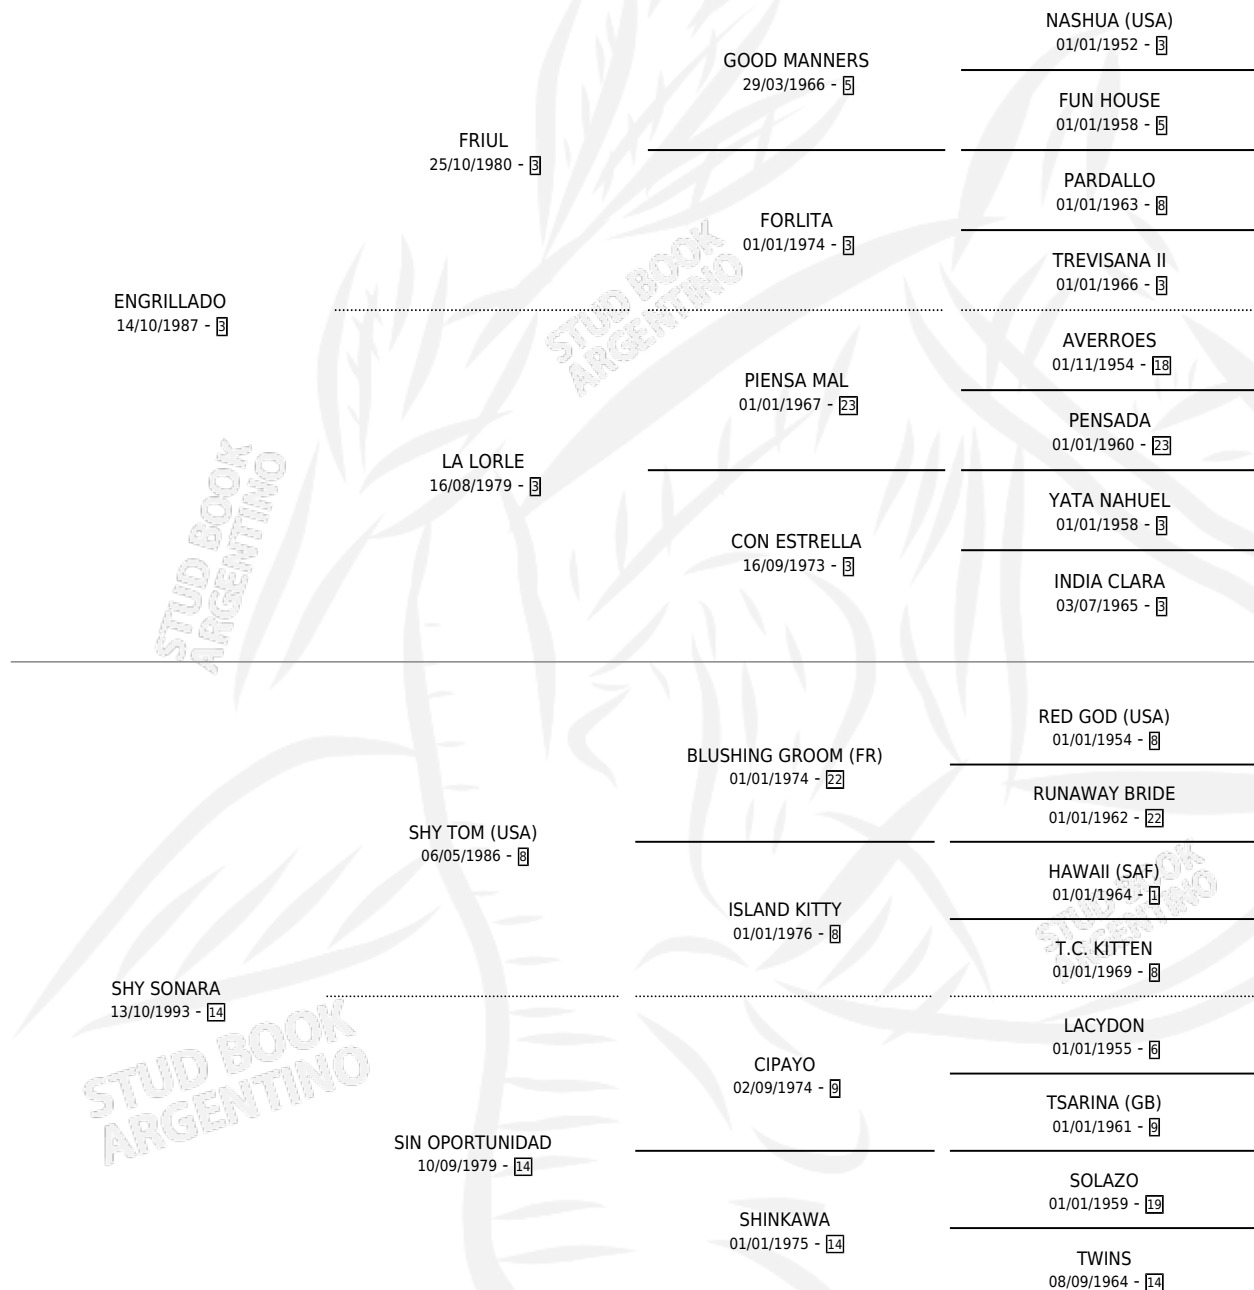 NASHUA (USA)
01/01/1952 - 3
GOOD MANNERS
29/03/1966 - 5
FUN HOUSE
01/01/1958 - 5
FRIUL
25/10/1980 - 3
PARDALLO
01/01/1963 - 8
FORLITA
01/01/1974 - 3
TREVISANA II
01/01/1966 - 3
ENGRILLADO
14/10/1987 - 3
STUD BOOK
ARGENTINO
AVERROES
01/11/1954 - 18
PIENSA MAL
01/01/1967 - 23
PENSADA
01/01/1960 - 23
LA LORLE
16/08/1979 - 3
YATA NAHUEL
01/01/1958 - 3
CON ESTRELLA
16/09/1973 - 3
INDIA CLARA
03/07/1965 - 3
STUD BOOK
ARGENTINO
RED GOD (USA)
01/01/1954 - 8
BLUSHING GROOM (FR)
01/01/1974 - 22
RUNAWAY BRIDE
01/01/1962 - 22
SHY TOM (USA)
06/05/1986 - 8
HAWAII (SAF)
01/01/1964 - 1
ISLAND KITTY
01/01/1976 - 8
T.C. KITTEN
01/01/1969 - 8
STUD BOOK
ARGENTINO
SHY SONARA
13/10/1993 - 14
LACYDON
01/01/1955 - 6
CIPAYO
02/09/1974 - 9
TSARINA (GB)
01/01/1961 - 9
STUD BOOK
ARGENTINO
SIN OPORTUNIDAD
10/09/1979 - 14
SOLAZO
01/01/1959 - 19
SHINKAWA
01/01/1975 - 14
TWINS
08/09/1964 - 14